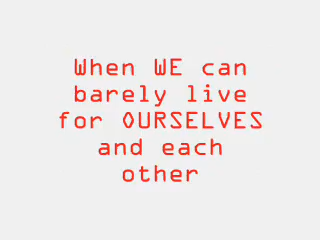 When WE can
barely live
for OURSELVES
and each
other